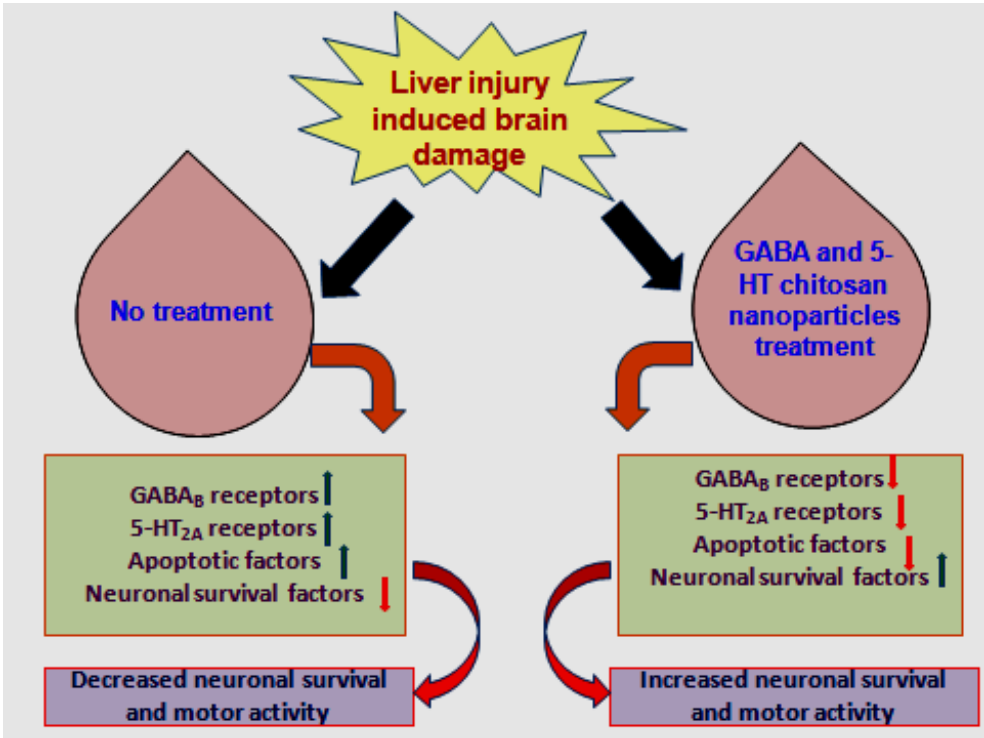 Liver injury
induced brain
damage
No treatment
GABA and 5-
HT chitosan
nanoparticles
treatment
GABAB receptors
5-HT2A receptors
Apoptotic factors
Neuronal survival factors
GABAB receptors
5-HT2A receptors
Apoptotic factors
Neuronal survival factors
Decreased neuronal survival
and motor activity
Increased neuronal survival
and motor activity